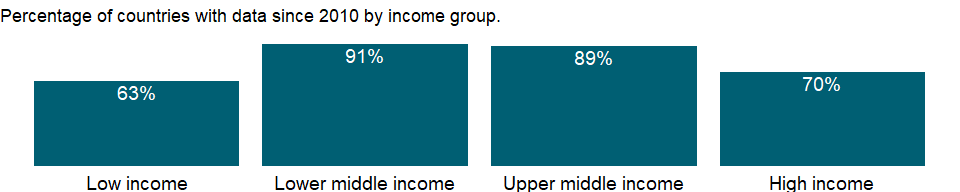 Percentage of countries with data since 2010 by income group.
63%
91%
89%
70%
Low income
Lower middle income
Upper middle income
High income